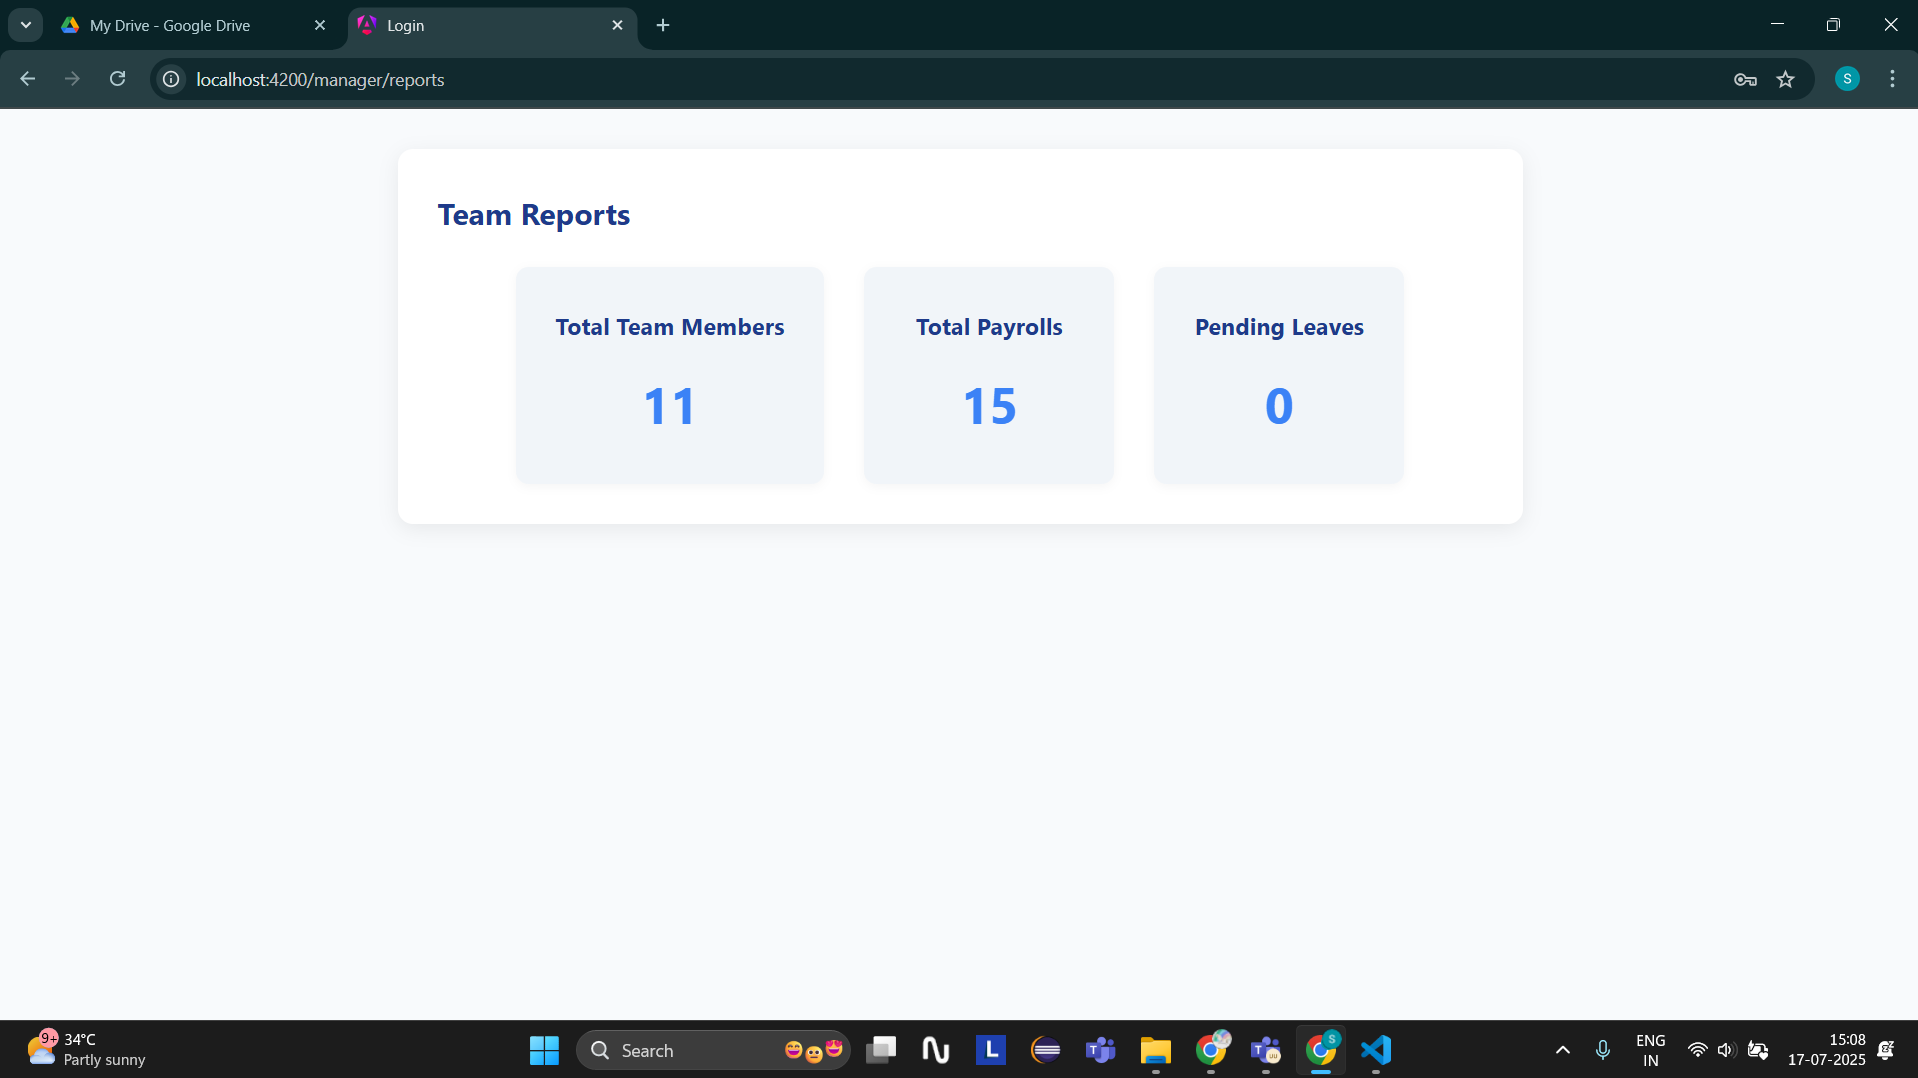 My Drive - Google Drive
Login
localhost:4200/manager/reports
S
Team Reports
Total Team Members
Total Payrolls
Pending Leaves
11
15
0
9+
34°C
Partly sunny
Search
L
T
T
UU
S
ENG
IN
15:08
17-07-2025